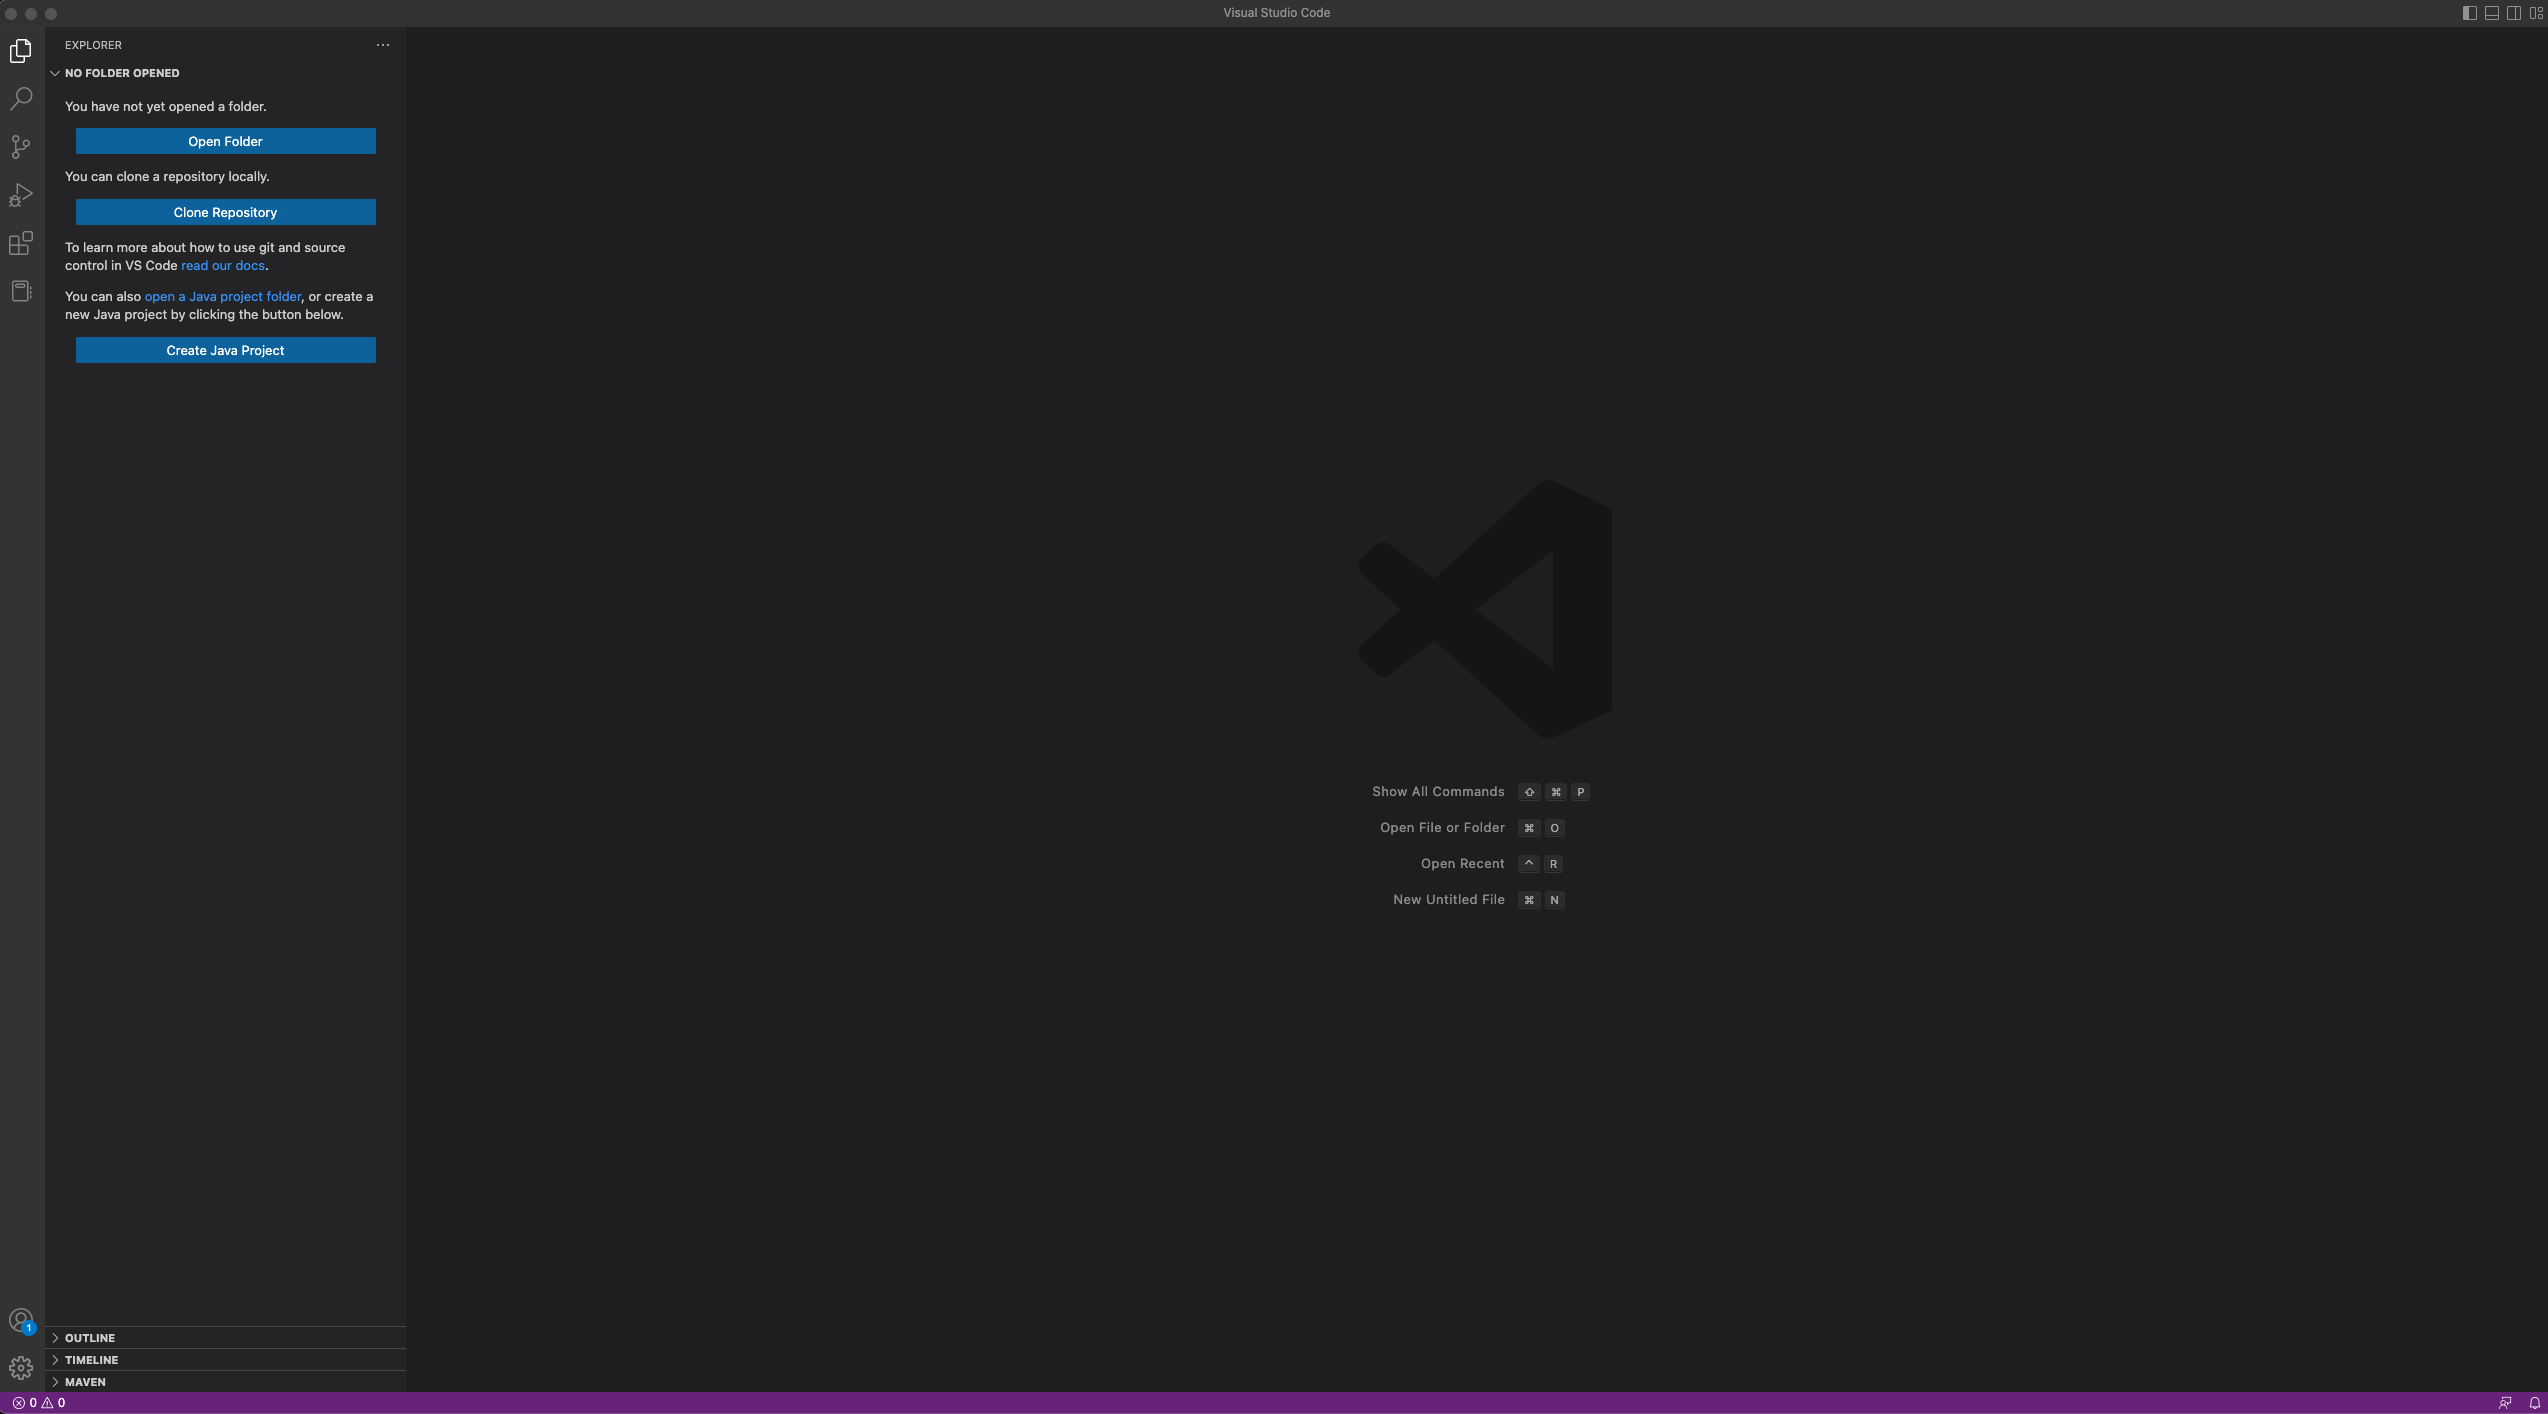 Visual Studio Code
EXPLORER
NO FOLDER OPENED
You have not yet opened a folder.
Open Folder
You can clone a repository locally.
Clone Repository
To learn more about how to use git and source
control in VS Code read our docs.
You can also open a Java project folder, or create a
new Java project by clicking the button below.
Create Java Project
Show All Commands ⇧ ⌘ P
Open File or Folder ⌘ O
Open Recent ^ R
New Untitled File ⌘ N
1
OUTLINE
TIMELINE
MAVEN
0 0